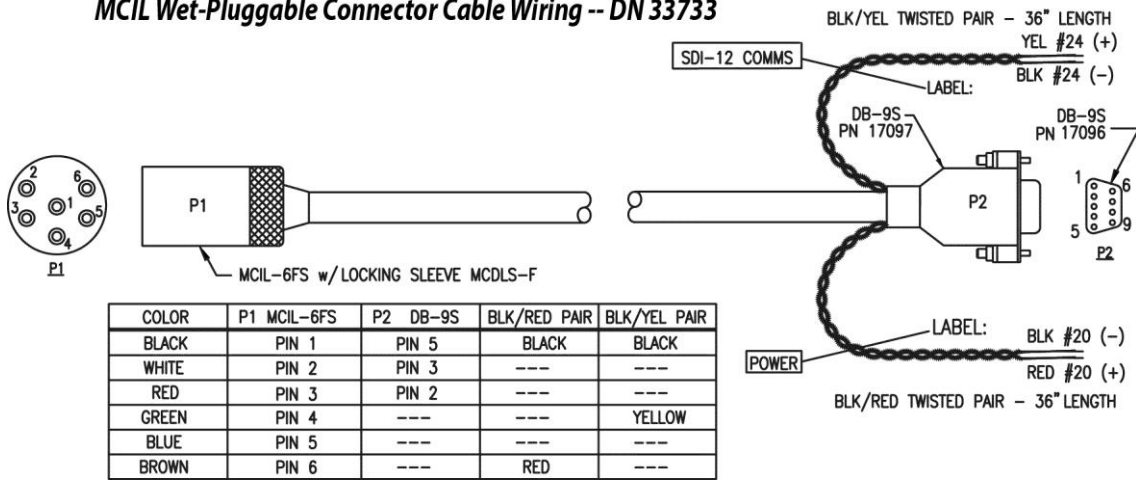 MCIL Wet-Pluggable Connector Cable Wiring -- DN 33733
BLK/YEL TWISTED PAIR – 36" LENGTH
YEL #24 (+)
BLK #24 (–)
SDI-12 COMMS
LABEL:
DB-9S
PN 17097
DB-9S
PN 17096
2
6
1
3
5
4
P1
P1
P2
1
6
5
9
P2
MCIL-6FS w/LOCKING SLEEVE MCDLS-F
LABEL:
POWER
BLK #20 (–)
RED #20 (+)
BLK/RED TWISTED PAIR – 36" LENGTH
COLOR P1 MCIL-6FS P2 DB-9S BLK/RED PAIR BLK/YEL PAIR
BLACK PIN 1 PIN 5 BLACK BLACK
WHITE PIN 2 PIN 3 --- ---
RED PIN 3 PIN 2 --- ---
GREEN PIN 4 --- --- YELLOW
BLUE PIN 5 --- --- ---
BROWN PIN 6 --- RED ---